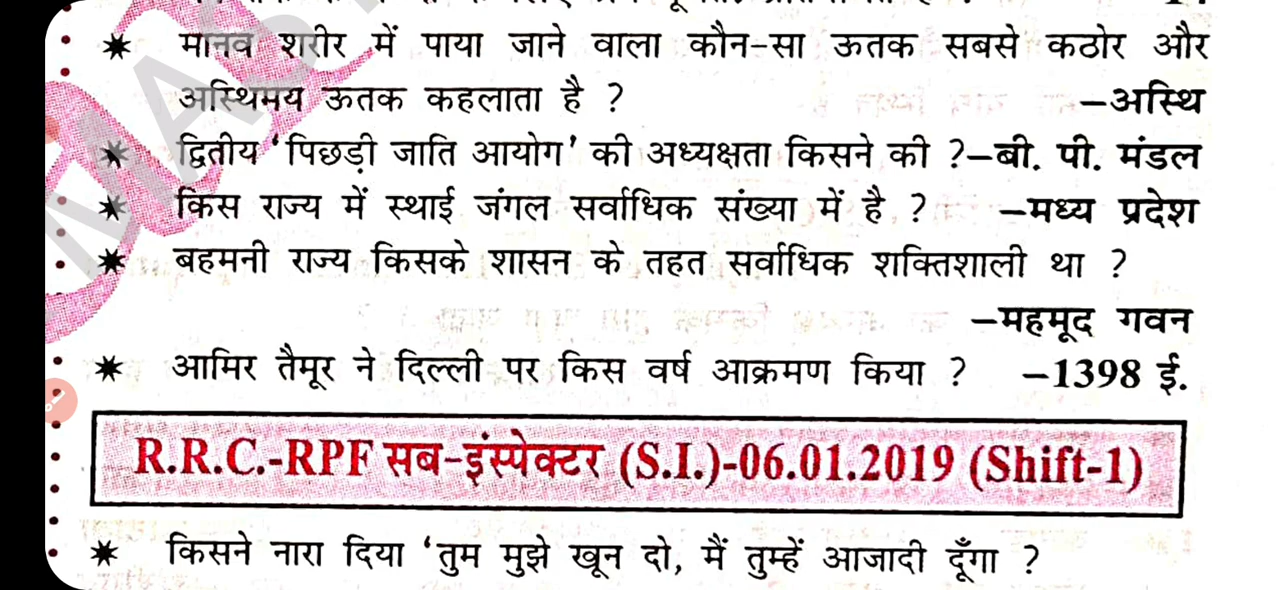 * मानव शरीर में पाया जाने वाला कौन-सा ऊतक सबसे कठोर और
अस्थिमय ऊतक कहलाता है ? –अस्थि
* द्वितीय ‘पिछड़ी जाति आयोग’ की अध्यक्षता किसने की ?–बी. पी. मंडल
* किस राज्य में स्थाई जंगल सर्वाधिक संख्या में है ? –मध्य प्रदेश
* बहमनी राज्य किसके शासन के तहत सर्वाधिक शक्तिशाली था ?
–महमूद गवन
* आमिर तैमूर ने दिल्ली पर किस वर्ष आक्रमण किया ? –1398 ई.
R.R.C.-RPF सब-इंस्पेक्टर (S.I.)-06.01.2019 (Shift-1)
* किसने नारा दिया ‘तुम मुझे खून दो, मैं तुम्हें आजादी दूँगा ?